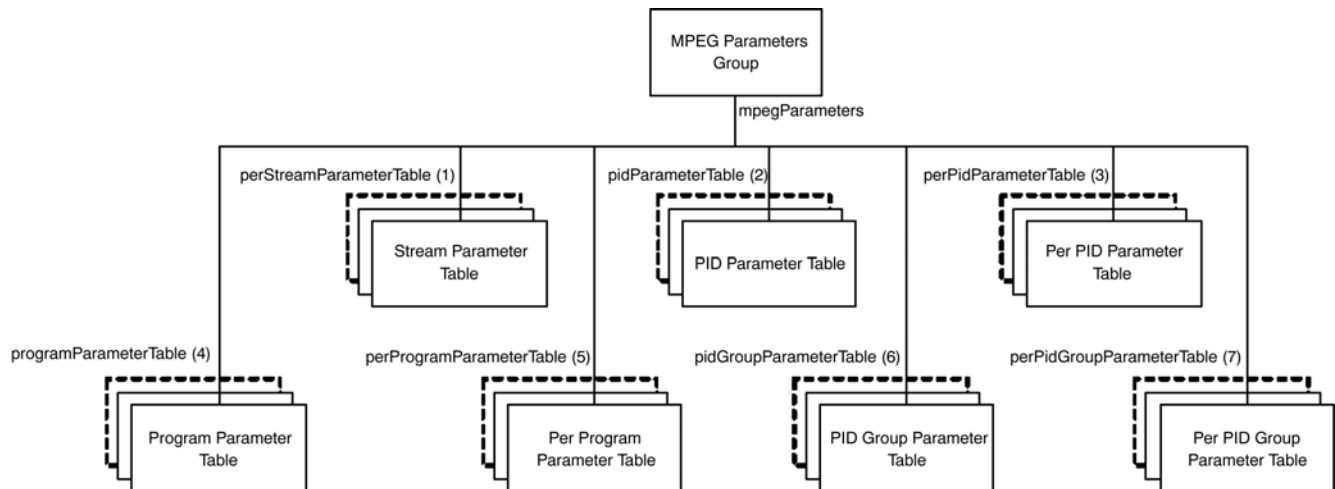 MPEG Parameters
Group
mpegParameters
perStreamParameterTable (1)
pidParameterTable (2)
perPidParameterTable (3)
Stream Parameter
Table
PID Parameter Table
Per PID Parameter
Table
programParameterTable (4)
perProgramParameterTable (5)
pidGroupParameterTable (6)
perPidGroupParameterTable (7)
Program Parameter
Table
Per Program
Parameter Table
PID Group Parameter
Table
Per PID Group
Parameter Table